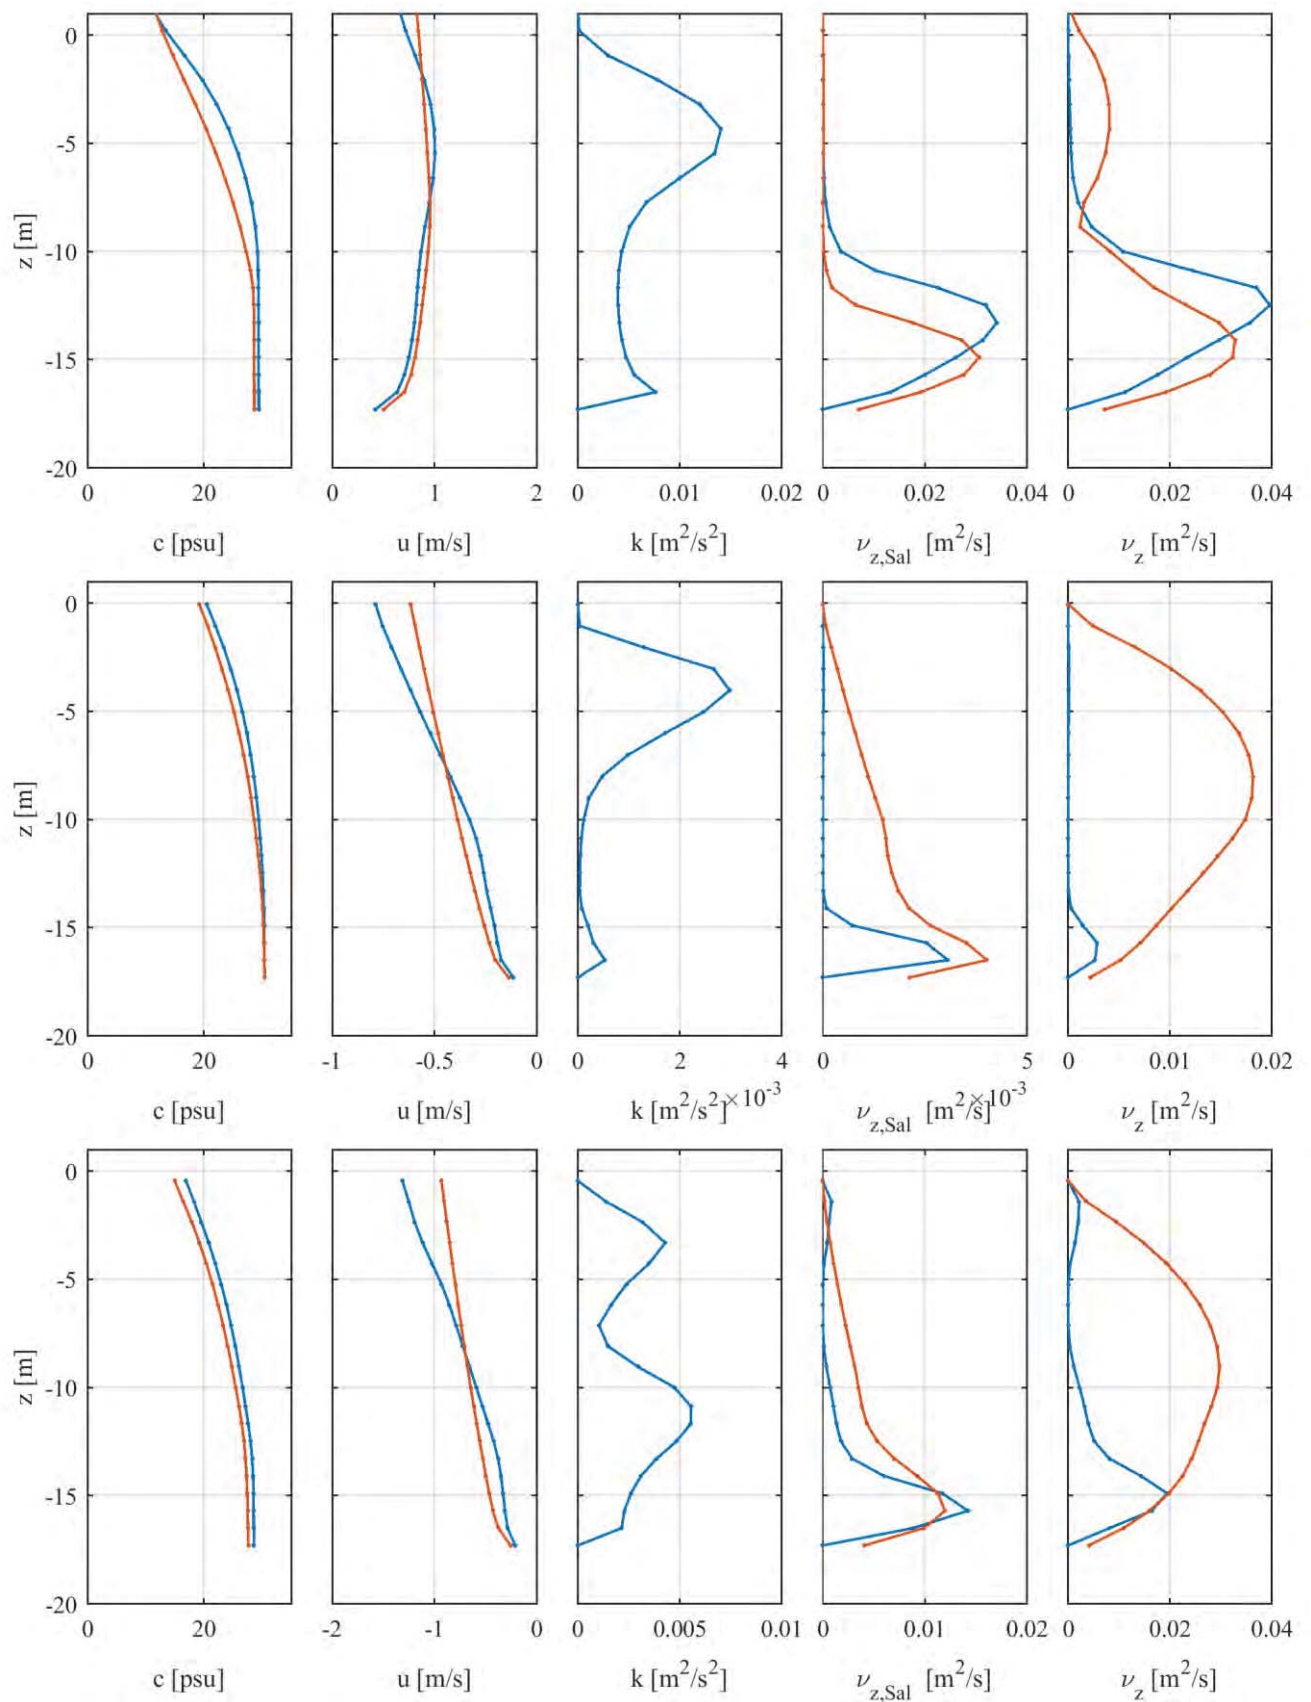 0
-5
-10
-15
-20
z [m]
0 20
0 1 2
0 0.01 0.02
0 0.02 0.04
0 0.02 0.04
c [psu] u [m/s] k [m²/s²] ν_z,Sal [m²/s] ν_z [m²/s]
0
-5
-10
-15
-20
z [m]
0 20
-1 -0.5 0
0 2 4
0 5
0 0.01 0.02
×10⁻³ ×10⁻³
c [psu] u [m/s] k [m²/s²] ν_z,Sal [m²/s] ν_z [m²/s]
0
-5
-10
-15
-20
z [m]
0 20
-2 -1 0
0 0.005 0.01
0 0.01 0.02
0 0.02 0.04
c [psu] u [m/s] k [m²/s²] ν_z,Sal [m²/s] ν_z [m²/s]